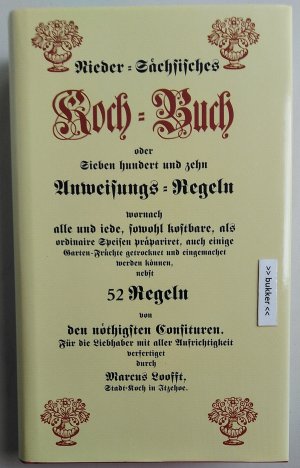 Nieder-Sächsisches
Koch-Buch
oder
Sieben hundert und zehn
Anweisungs-Regeln
wornach
alle und iede, sowohl kostbare, als
ordinaire Speisen präpariret, auch einige
Garten-Früchte getrocknet und eingemachet
werden können,
nebst
52 Regeln
von
den nöthigsten Confituren.
Für die Liebhaber mit aller Aufrichtigkeit
verfertiget
durch
Marcus Loofft,
Stadt-Koch in Itzehoe.
>> bukker <<